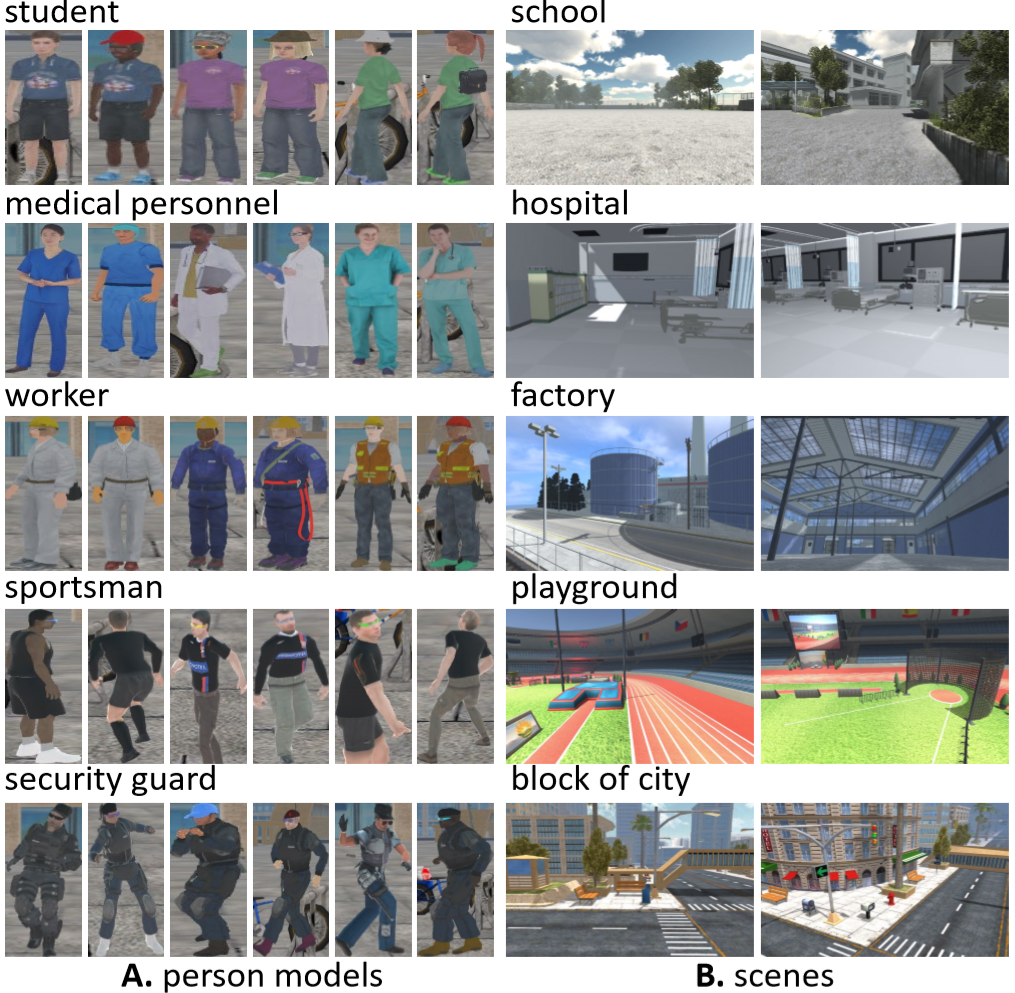 student
school
medical personnel
hospital
worker
factory
sportsman
playground
security guard
block of city
A. person models
B. scenes